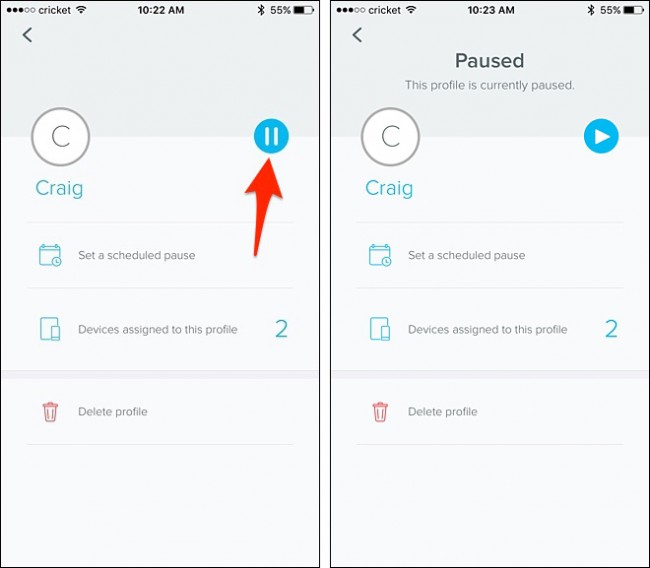 cricket 10:22 AM 55%
C
Craig
Set a scheduled pause
Devices assigned to this profile 2
Delete profile
cricket 10:23 AM 55%
Paused
This profile is currently paused.
C
Craig
Set a scheduled pause
Devices assigned to this profile 2
Delete profile